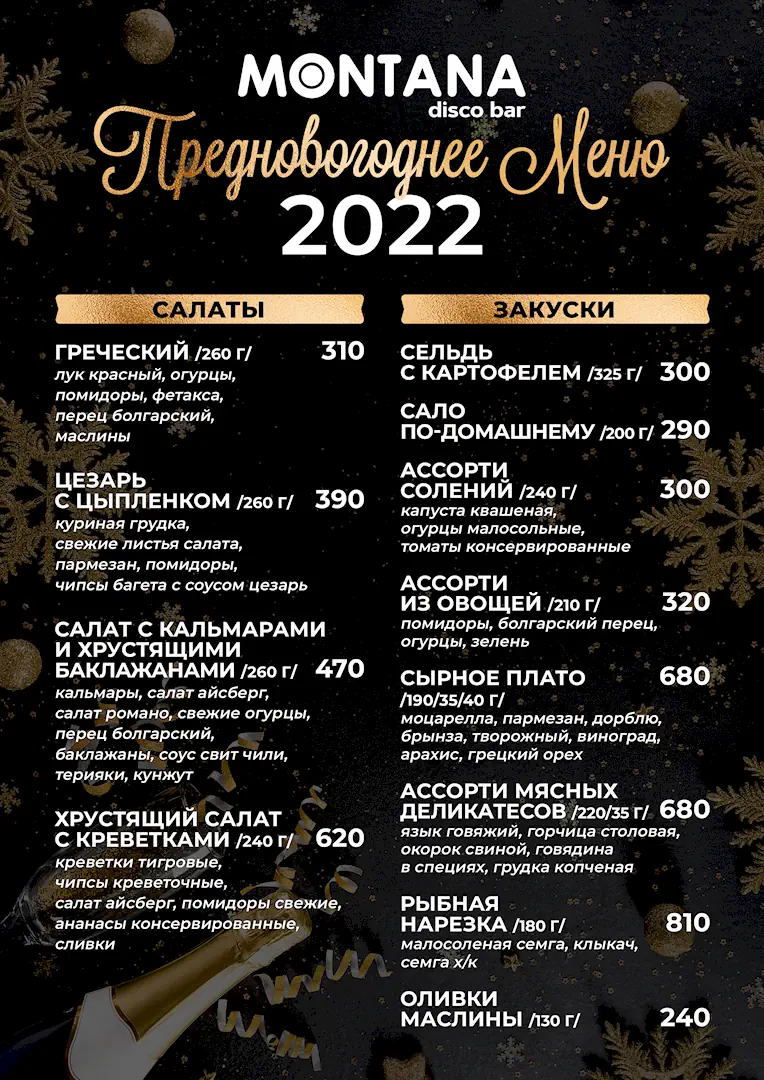 MONTANA
disco bar
Предновогоднее Меню
2022
САЛАТЫ
ГРЕЧЕСКИЙ /260 Г/ 310
лук красный, огурцы,
помидоры, фетакса,
перец болгарский,
маслины
ЦЕЗАРЬ
С ЦЫПЛЕНКОМ /260 Г/ 390
куриная грудка,
свежие листья салата,
пармезан, помидоры,
чипсы багета с соусом цезарь
САЛАТ С КАЛЬМАРАМИ
И ХРУСТЯЩИМИ
БАКЛАЖАНАМИ /260 Г/ 470
кальмары, салат айсберг,
салат романо, свежие огурцы,
перец болгарский,
баклажаны, соус свит чили,
терияки, кунжут
ХРУСТЯЩИЙ САЛАТ
С КРЕВЕТКАМИ /240 Г/ 620
креветки тигровые,
чипсы креветочные,
салат айсберг, помидоры свежие,
ананасы консервированные,
сливки
ЗАКУСКИ
СЕЛЬДЬ
С КАРТОФЕЛЕМ /325 Г/ 300
САЛО
ПО-ДОМАШНЕМУ /200 Г/ 290
АССОРТИ
СОЛЕНИЙ /240 Г/ 300
капуста квашеная,
огурцы малосольные,
томаты консервированные
АССОРТИ
ИЗ ОВОЩЕЙ /210 Г/ 320
помидоры, болгарский перец,
огурцы, зелень
СЫРНОЕ ПЛАТО 680
/190/35/40 Г/
моцарелла, пармезан, дорблю,
брынза, творожный, виноград,
арахис, грецкий орех
АССОРТИ МЯСНЫХ
ДЕЛИКАТЕСОВ /220/35 Г/ 680
язык говяжий, горчица столовая,
окорок свиной, говядина
в специях, грудка копченая
РЫБНАЯ
НАРЕЗКА /180 Г/ 810
малосоленая семга, клыкач,
семга х/к
ОЛИВКИ
МАСЛИНЫ /130 Г/ 240